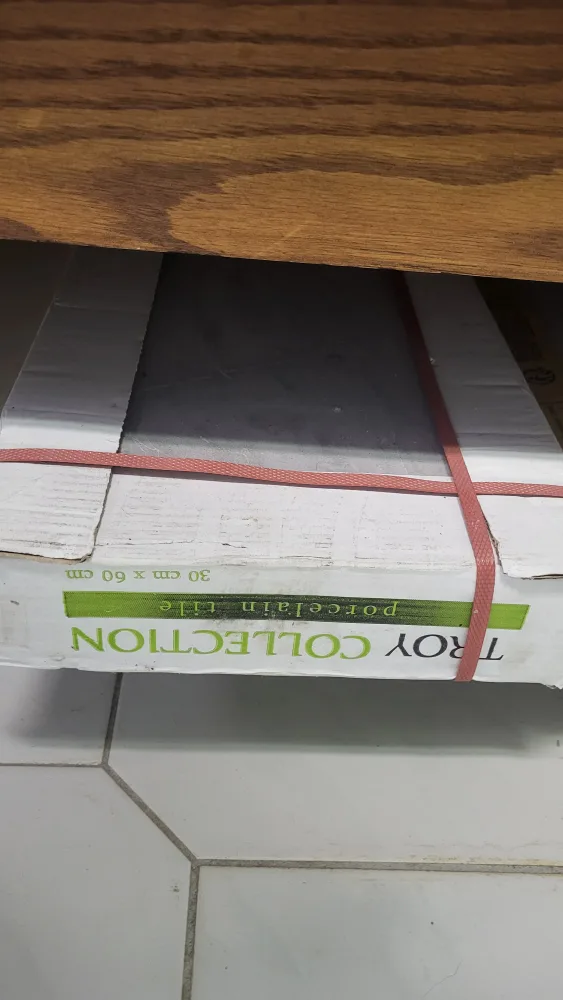 TROY COLLECTION
porcelain tile
30 cm x 60 cm